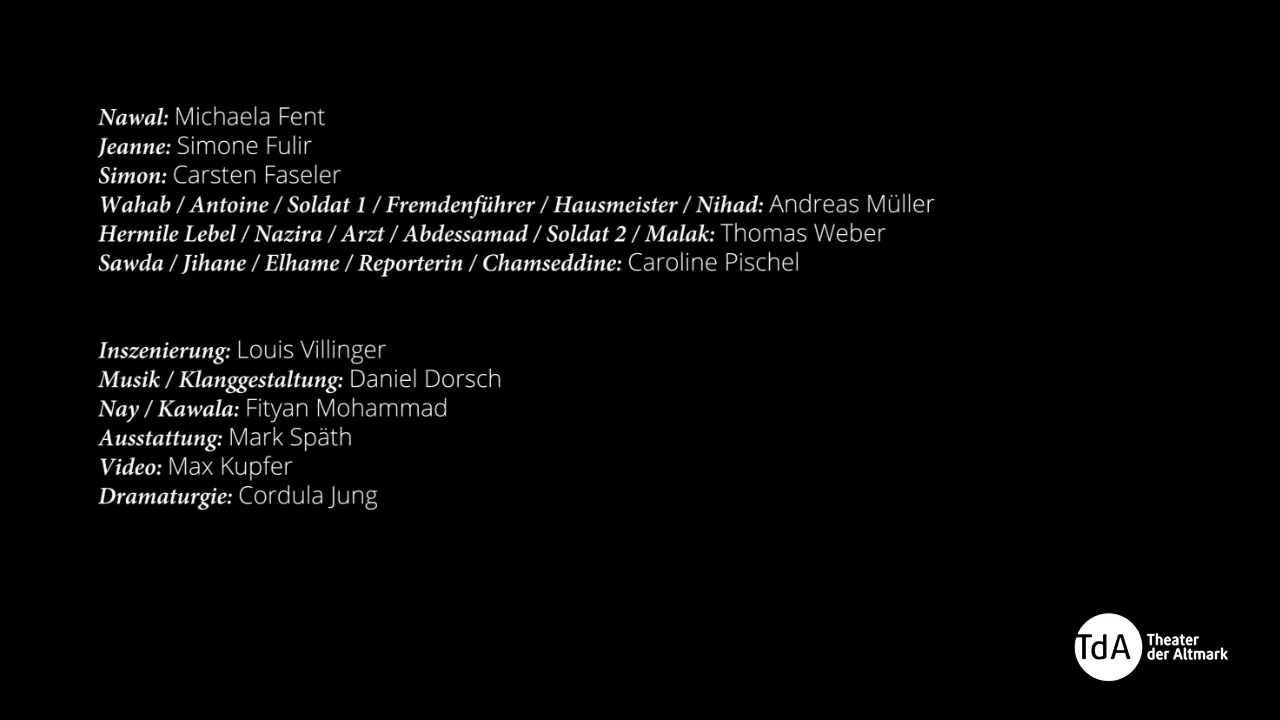 Nawal: Michaela Fent
Jeanne: Simone Fulir
Simon: Carsten Faseler
Wahab / Antoine / Soldat 1 / Fremdenführer / Hausmeister / Nihad: Andreas Müller
Hermile Lebel / Nazira / Arzt / Abdessamad / Soldat 2 / Malak: Thomas Weber
Sawda / Jihane / Elhame / Reporterin / Chamseddine: Caroline Pischel
Inszenierung: Louis Villinger
Musik / Klanggestaltung: Daniel Dorsch
Nay / Kawala: Fityan Mohammad
Ausstattung: Mark Späth
Video: Max Kupfer
Dramaturgie: Cordula Jung
TdA
Theater
der Altmark